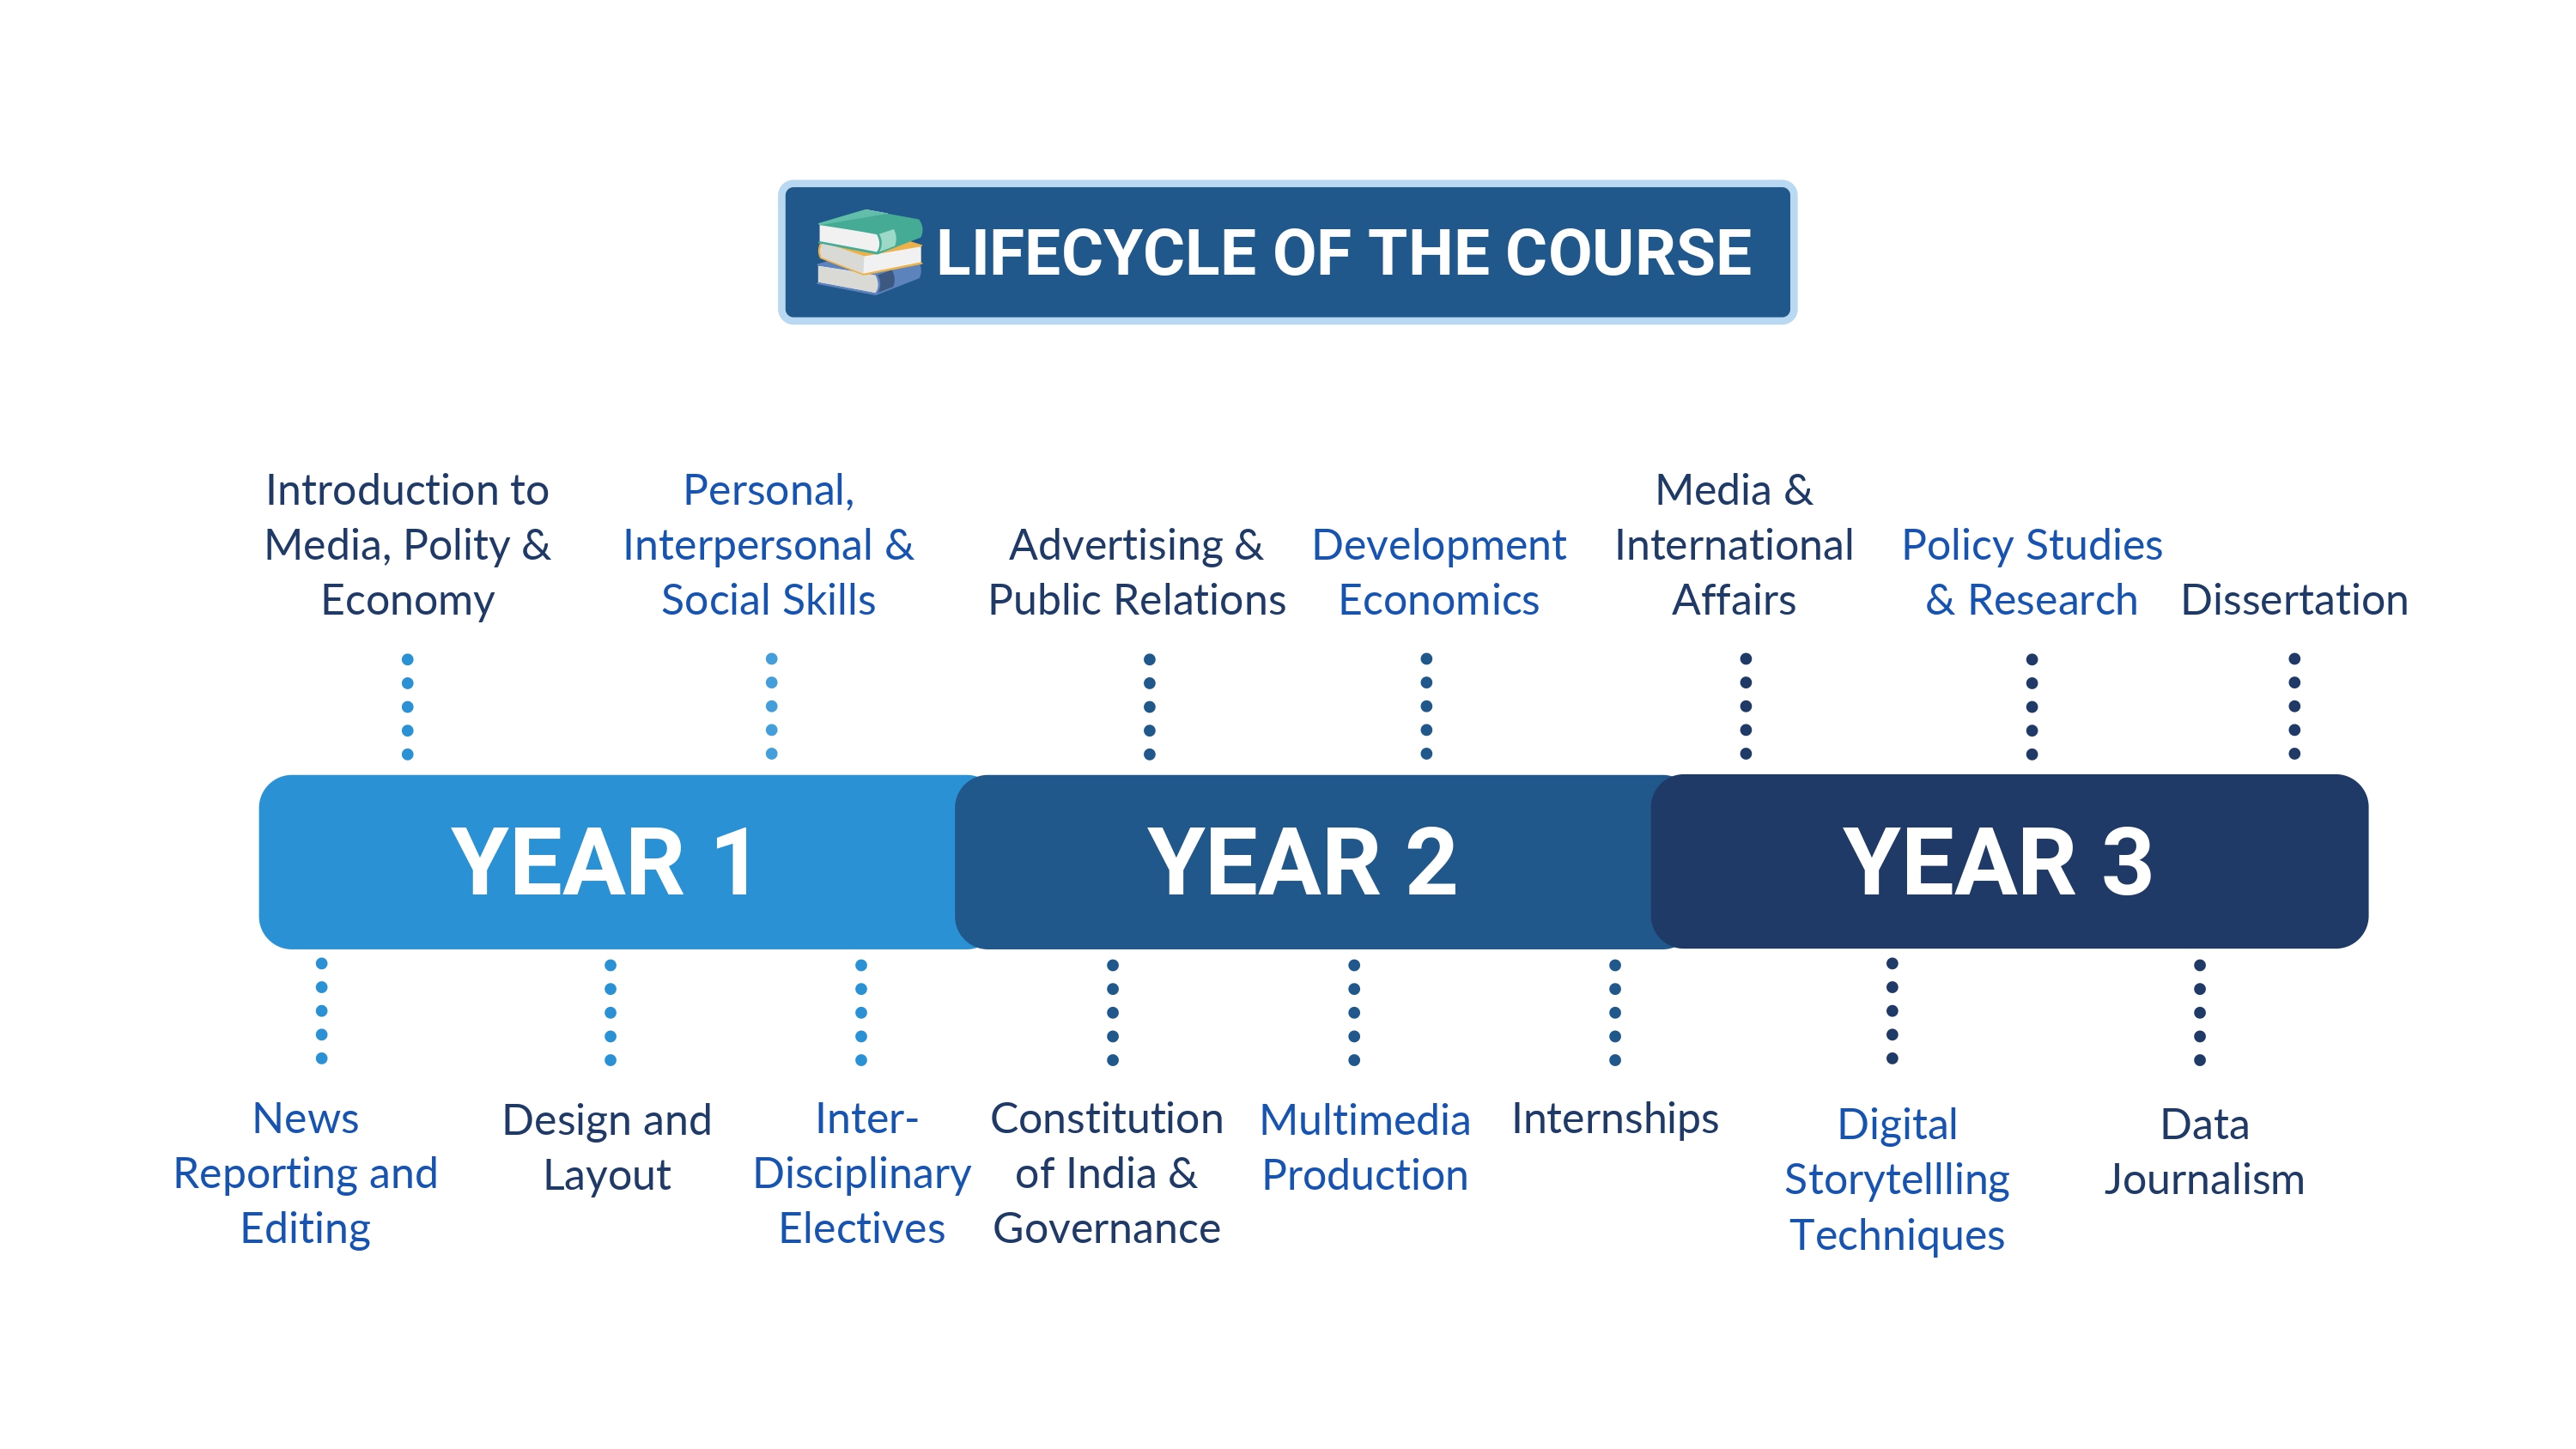 LIFECYCLE OF THE COURSE
Introduction to
Media, Polity &
Economy
Personal,
Interpersonal &
Social Skills
Advertising &
Public Relations
Development
Economics
Media &
International
Affairs
Policy Studies
& Research
Dissertation
YEAR 1
YEAR 2
YEAR 3
News
Reporting and
Editing
Design and
Layout
Inter-
Disciplinary
Electives
Constitution
of India &
Governance
Multimedia
Production
Internships
Digital
Storytellling
Techniques
Data
Journalism